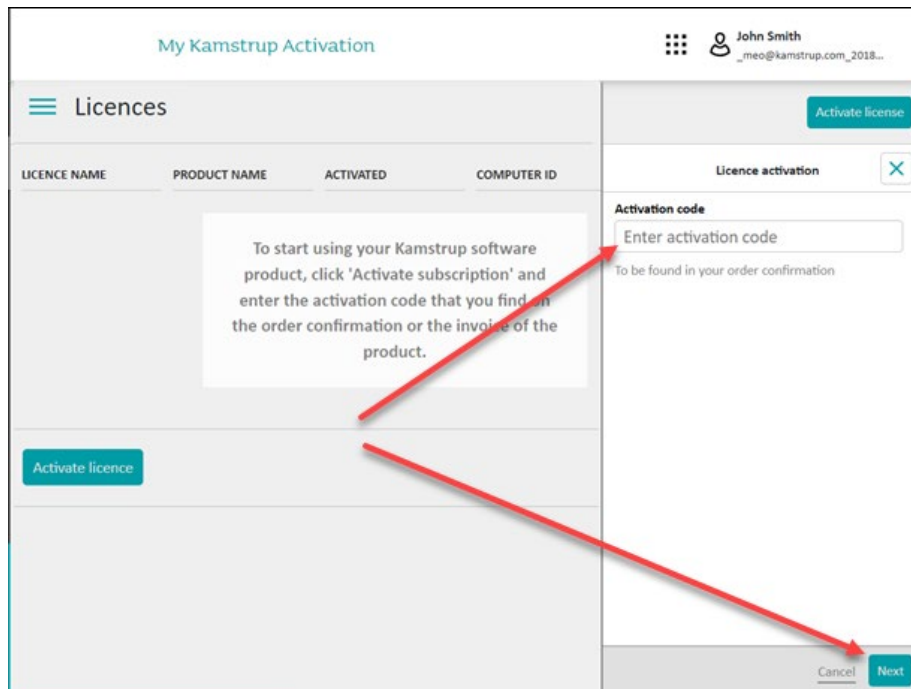 My Kamstrup Activation
John Smith
_meo@kamstrup.com_2018...
Licences
Activate license
LICENCE NAME PRODUCT NAME ACTIVATED COMPUTER ID
Licence activation
Activation code
Enter activation code
To be found in your order confirmation
To start using your Kamstrup software
product, click 'Activate subscription' and
enter the activation code that you find on
the order confirmation or the invoice of the
product.
Activate licence
Cancel Next